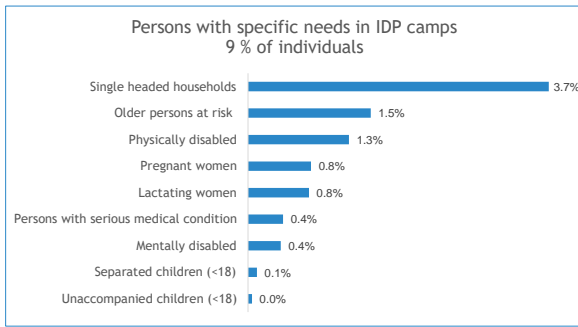 Persons with specific needs in IDP camps
9 % of individuals
Single headed households 3.7%
Older persons at risk 1.5%
Physically disabled 1.3%
Pregnant women 0.8%
Lactating women 0.8%
Persons with serious medical condition 0.4%
Mentally disabled 0.4%
Separated children (<18) 0.1%
Unaccompanied children (<18) 0.0%